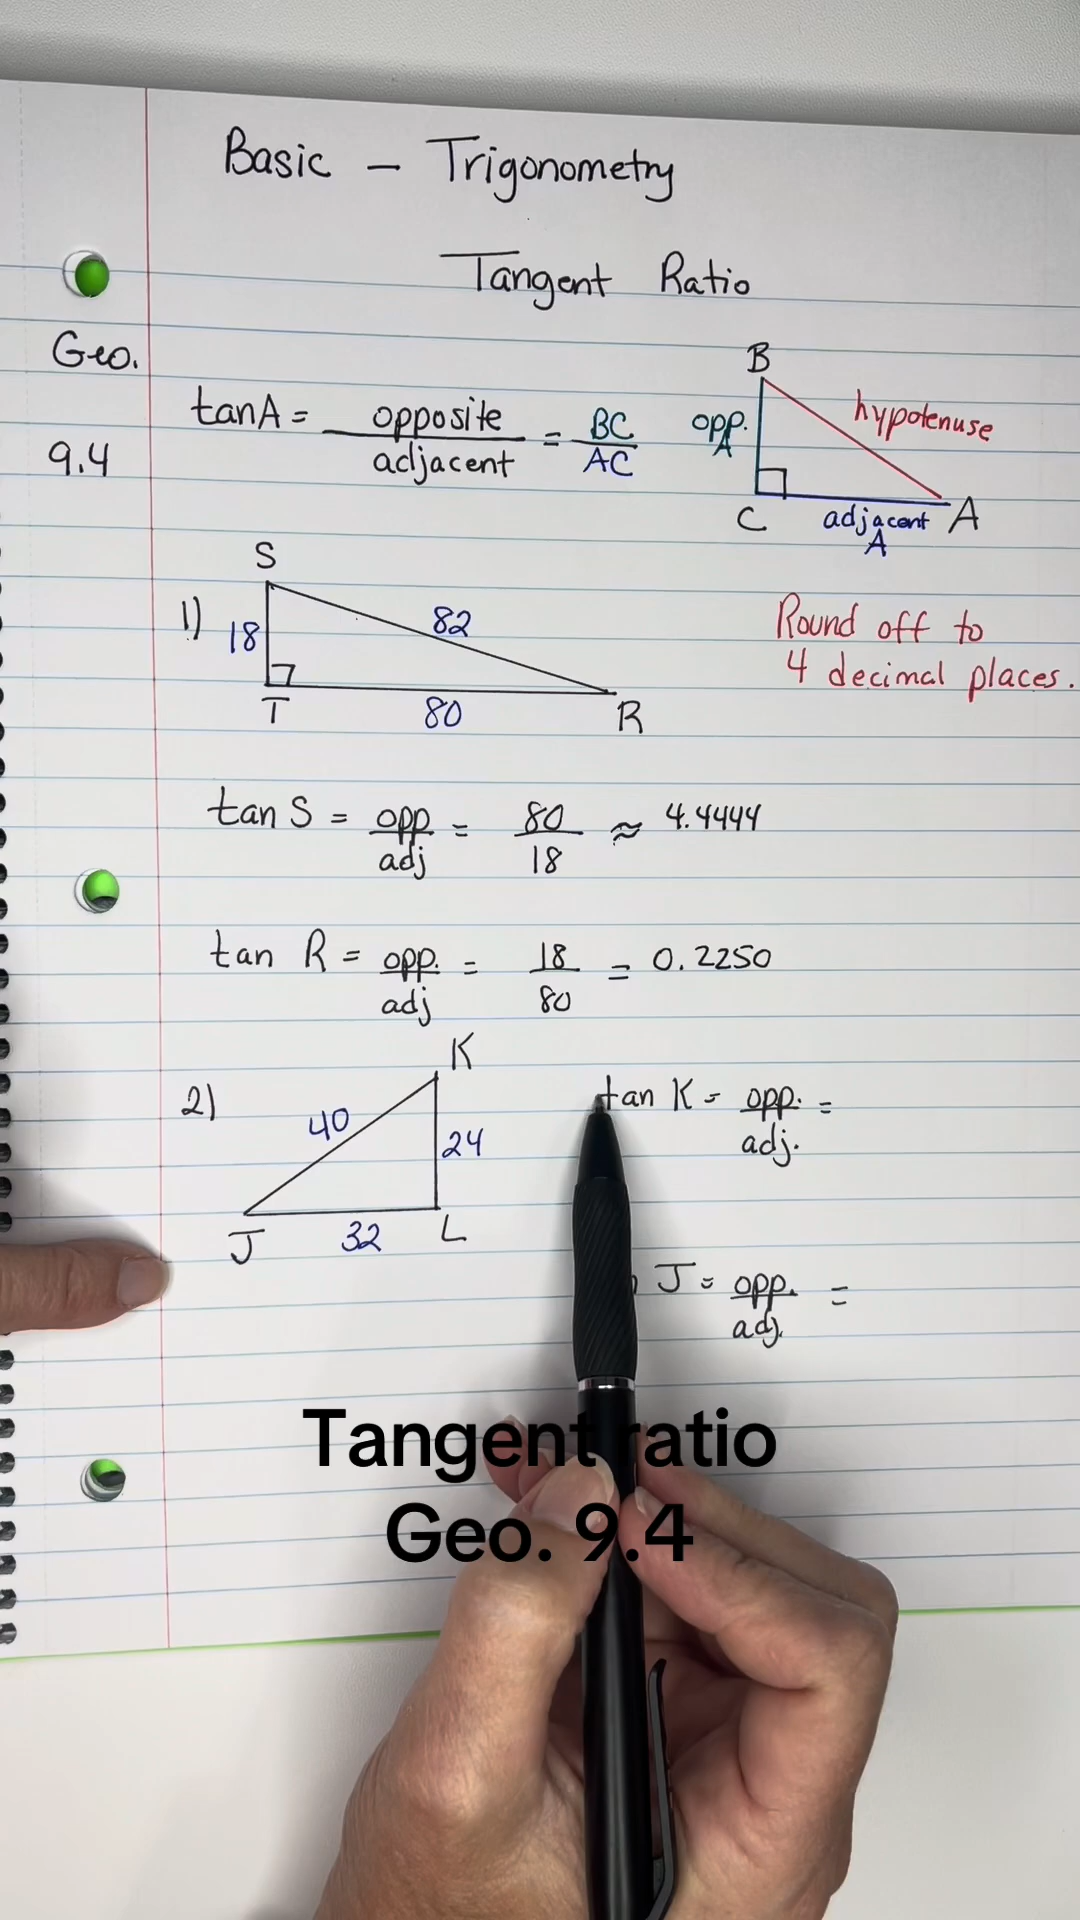 Basic – Trigonometry
Tangent Ratio
Geo.
9.4
tanA = opposite / adjacent = BC / AC
B
opp. A
hypotenuse
C
adjacent A
A
1)
S
18
82
T
80
R
Round off to
4 decimal places.
tan S = opp / adj = 80 / 18 ≈ 4.4444
tan R = opp. / adj = 18 / 80 = 0.2250
2)
K
40
24
J
32
L
tan K = opp. / adj. =
J = opp. / adj. =
Tangent ratio
Geo. 9.4